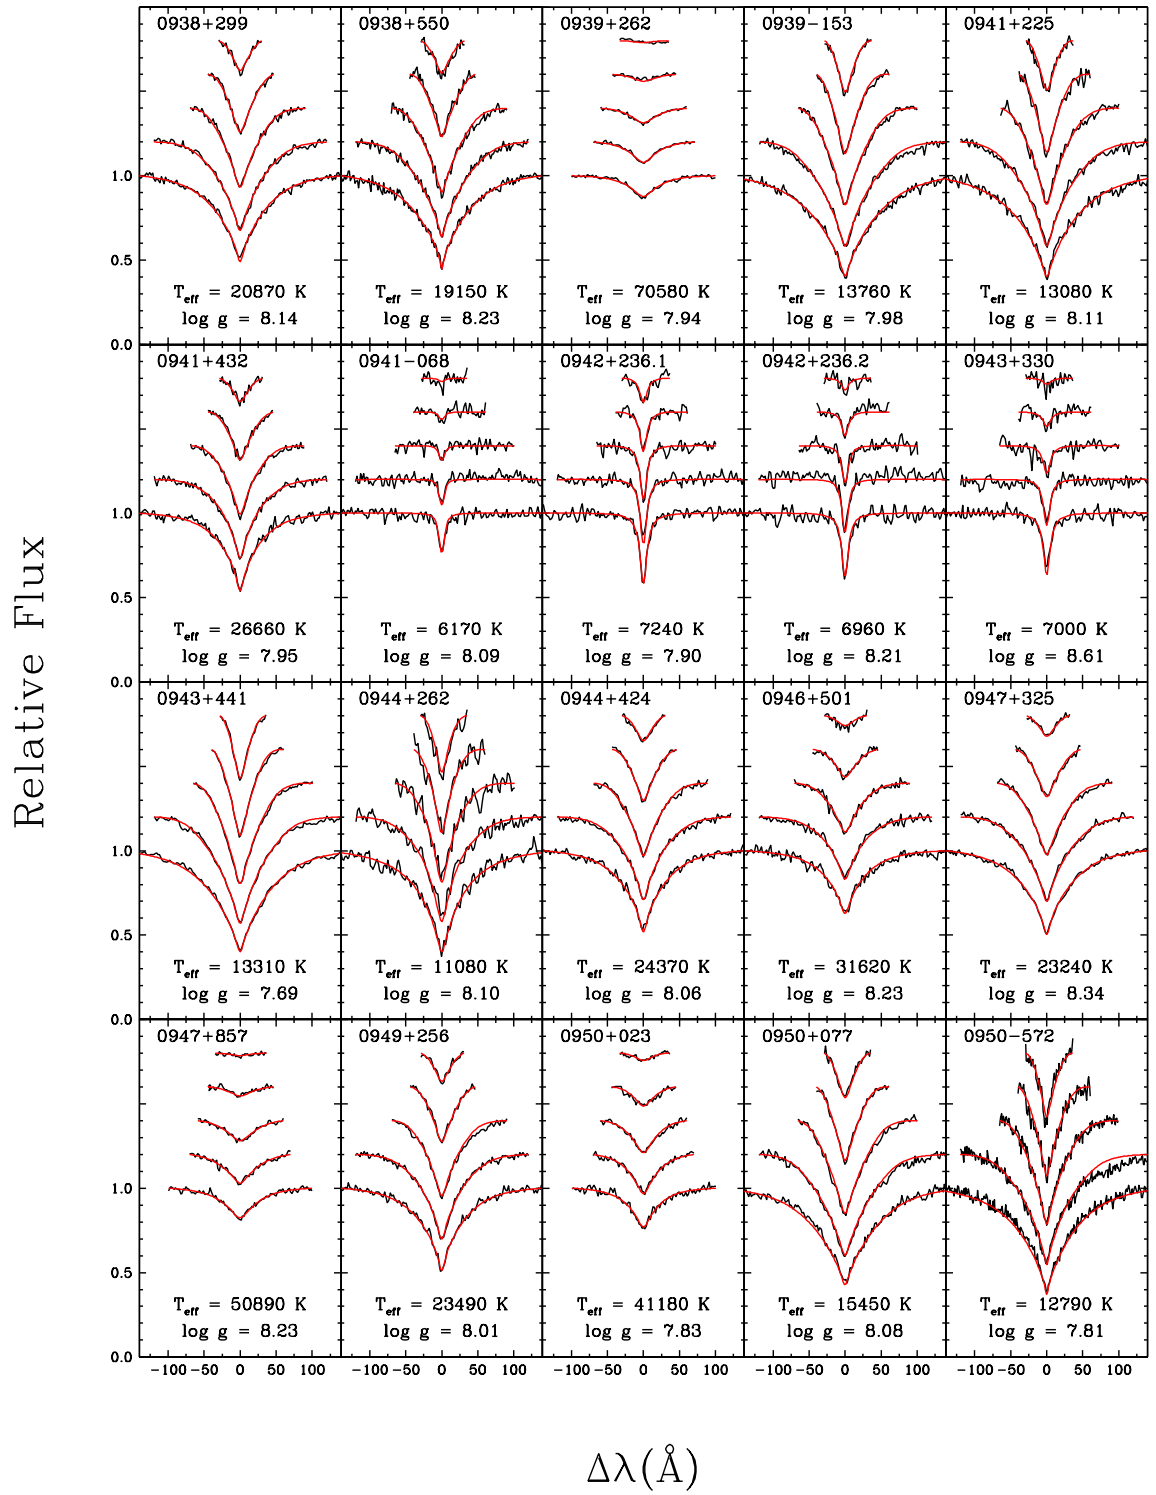 Relative Flux
0938+299
T_eff = 20870 K
log g = 8.14
0938+550
T_eff = 19150 K
log g = 8.23
0939+262
T_eff = 70580 K
log g = 7.94
0939−153
T_eff = 13760 K
log g = 7.98
0941+225
T_eff = 13080 K
log g = 8.11
1.0
0.5
0.0
0941+432
T_eff = 26660 K
log g = 7.95
0941−068
T_eff = 6170 K
log g = 8.09
0942+236.1
T_eff = 7240 K
log g = 7.90
0942+236.2
T_eff = 6960 K
log g = 8.21
0943+330
T_eff = 7000 K
log g = 8.61
1.0
0.5
0.0
0943+441
T_eff = 13310 K
log g = 7.69
0944+262
T_eff = 11080 K
log g = 8.10
0944+424
T_eff = 24370 K
log g = 8.06
0946+501
T_eff = 31620 K
log g = 8.23
0947+325
T_eff = 23240 K
log g = 8.34
1.0
0.5
0.0
0947+857
T_eff = 50890 K
log g = 8.23
0949+256
T_eff = 23490 K
log g = 8.01
0950+023
T_eff = 41180 K
log g = 7.83
0950+077
T_eff = 15450 K
log g = 8.08
0950−572
T_eff = 12790 K
log g = 7.81
1.0
0.5
0.0
−100 −50 0 50 100
−100 −50 0 50 100
−100 −50 0 50 100
−100 −50 0 50 100
−100 −50 0 50 100
Δλ(Å)